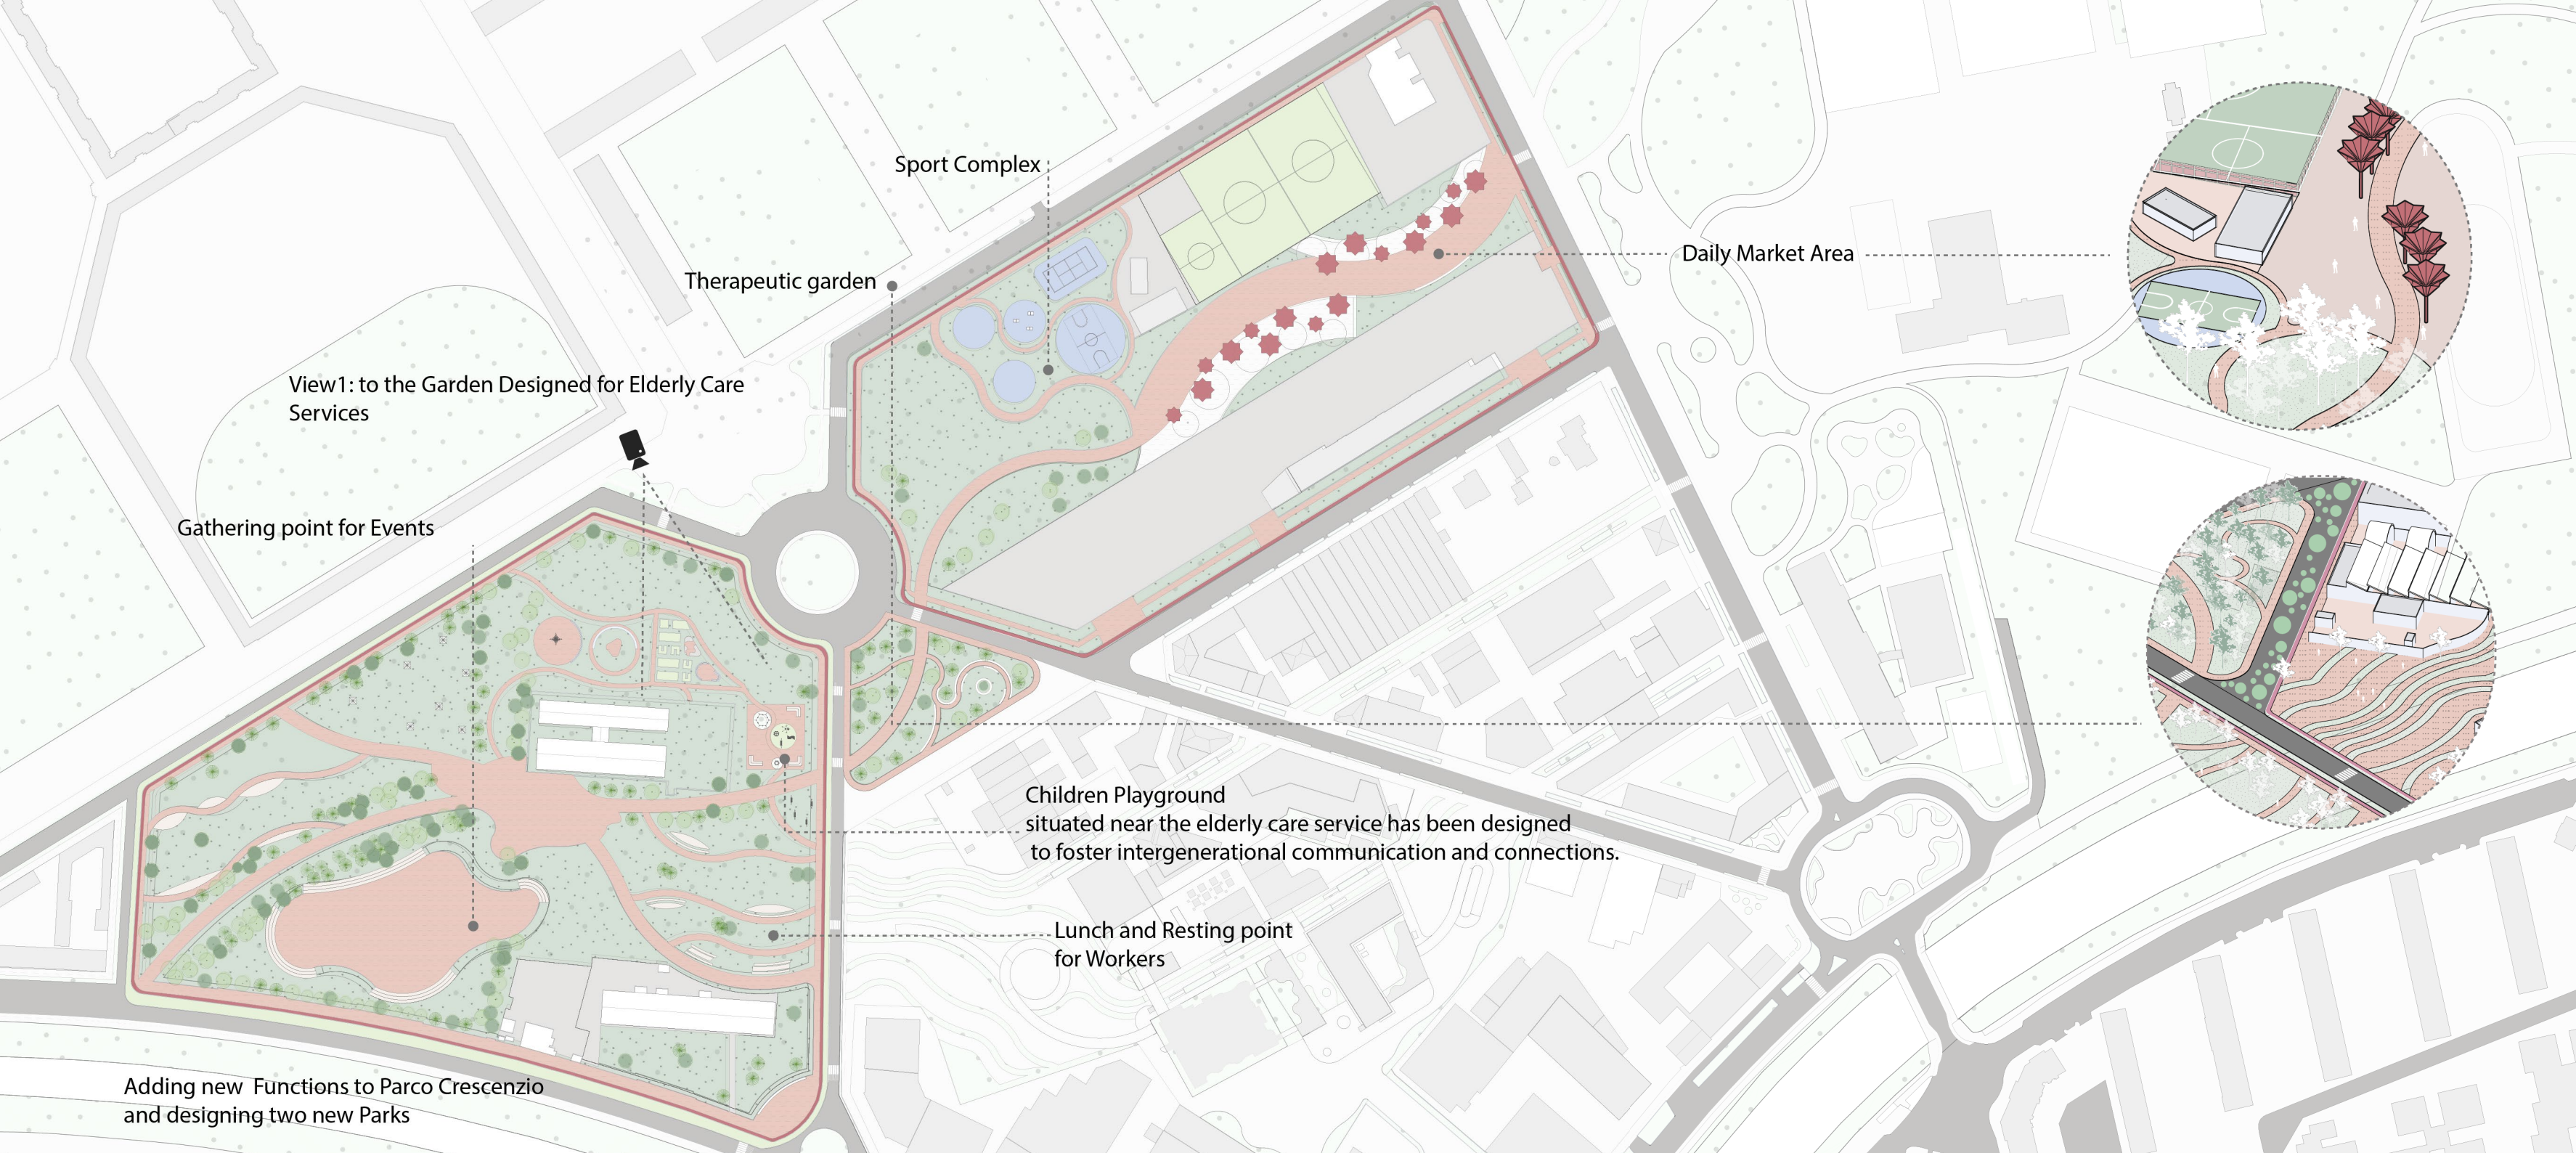 Sport Complex
Therapeutic garden
Daily Market Area
View1: to the Garden Designed for Elderly Care
Services
Gathering point for Events
Children Playground
situated near the elderly care service has been designed
to foster intergenerational communication and connections.
Lunch and Resting point
for Workers
Adding new  Functions to Parco Crescenzio
and designing two new Parks